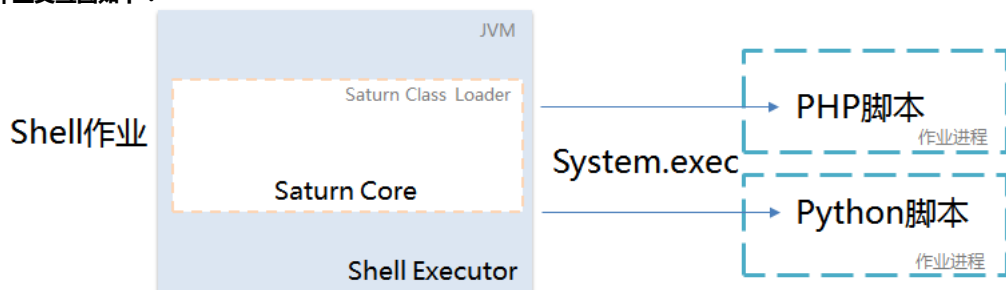 JVM
Saturn Class Loader
Shell作业
Saturn Core
Shell Executor
System.exec
PHP脚本
作业进程
Python脚本
作业进程